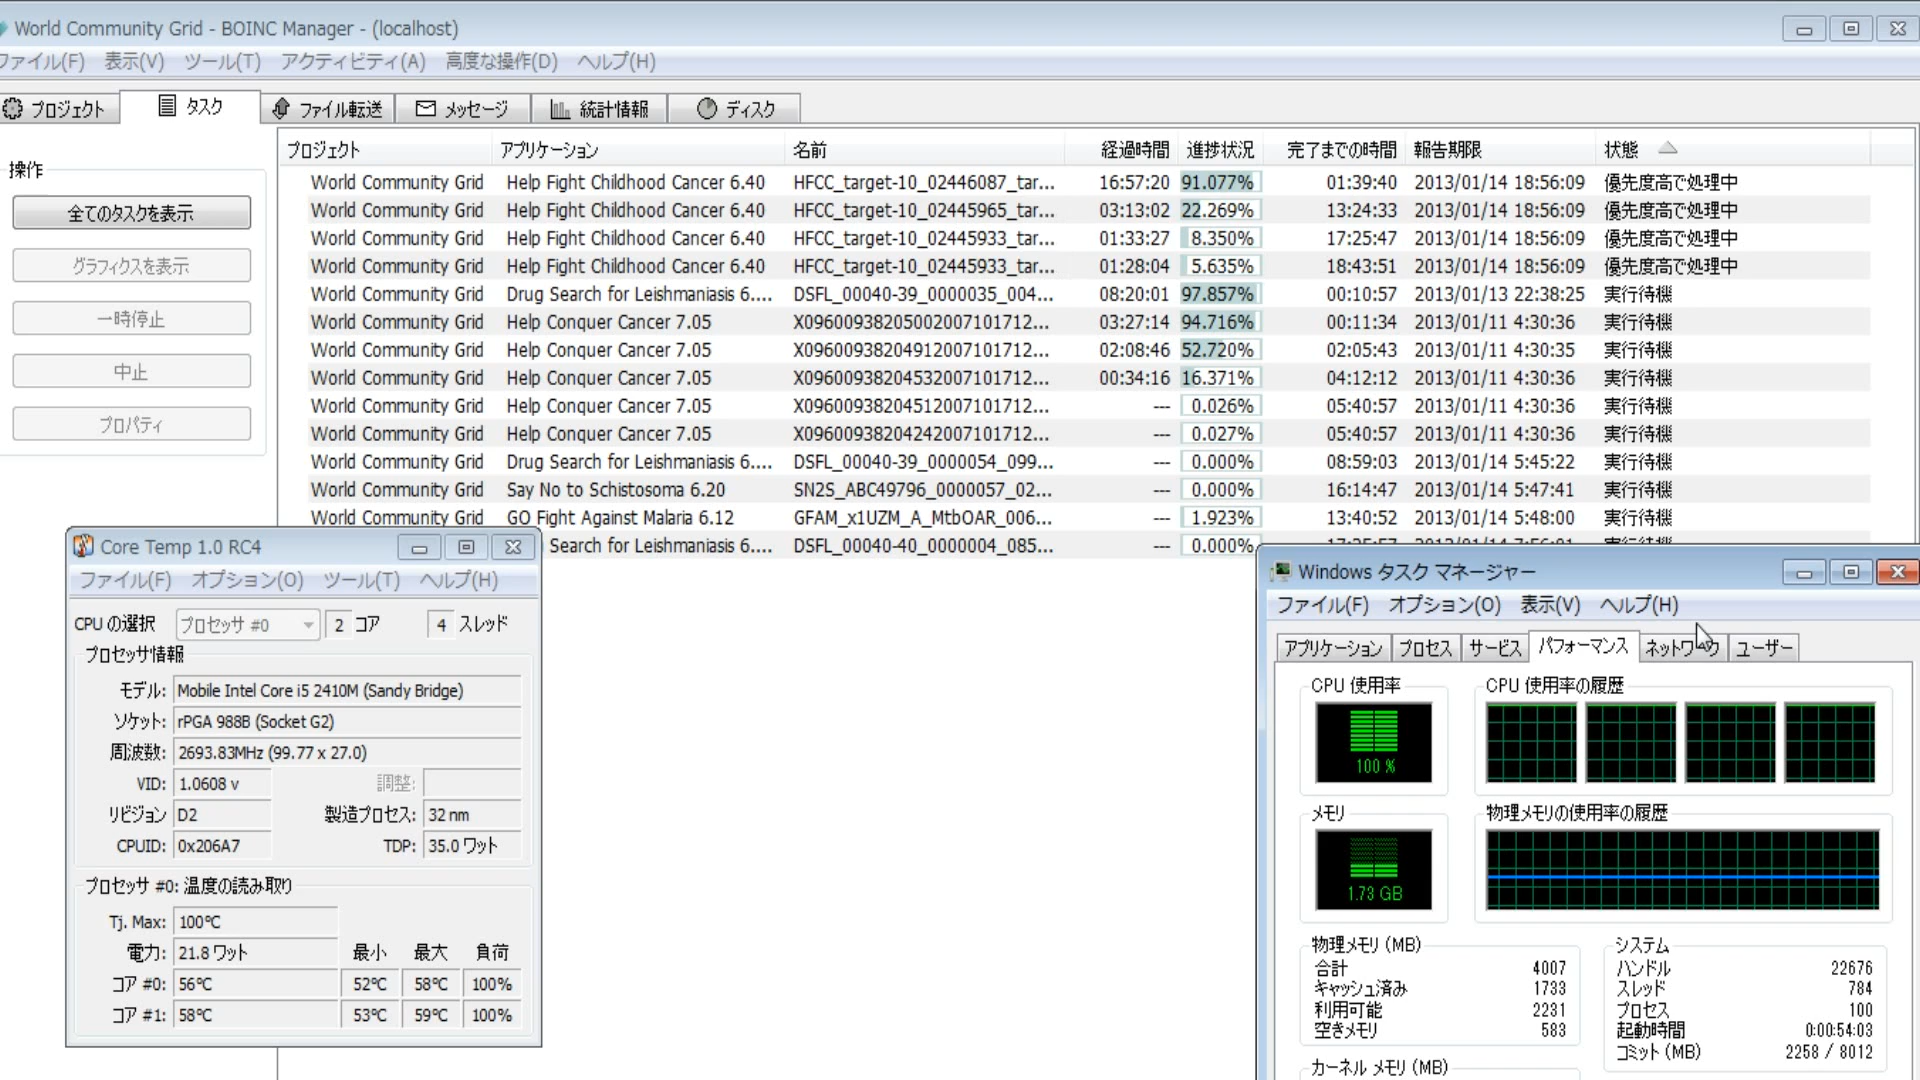 World Community Grid - BOINC Manager - (localhost)
ファイル(F) 表示(V) ツール(T) アクティビティ(A) 高度な操作(D) ヘルプ(H)
プロジェクト タスク ファイル転送 メッセージ 統計情報 ディスク
操作
全てのタスクを表示
グラフィクスを表示
一時停止
中止
プロパティ
プロジェクト アプリケーション 名前 経過時間 進捗状況 完了までの時間 報告期限 状態
World Community Grid Help Fight Childhood Cancer 6.40 HFCC_target-10_02446087_tar... 16:57:20 91.077% 01:39:40 2013/01/14 18:56:09 優先度高で処理中
World Community Grid Help Fight Childhood Cancer 6.40 HFCC_target-10_02445965_tar... 03:13:02 22.269% 13:24:33 2013/01/14 18:56:09 優先度高で処理中
World Community Grid Help Fight Childhood Cancer 6.40 HFCC_target-10_02445933_tar... 01:33:27 8.350% 17:25:47 2013/01/14 18:56:09 優先度高で処理中
World Community Grid Help Fight Childhood Cancer 6.40 HFCC_target-10_02445933_tar... 01:28:04 5.635% 18:43:51 2013/01/14 18:56:09 優先度高で処理中
World Community Grid Drug Search for Leishmaniasis 6.... DSFL_00040-39_0000035_004... 08:20:01 97.857% 00:10:57 2013/01/13 22:38:25 実行待機
World Community Grid Help Conquer Cancer 7.05 X09600938205002007101712... 03:27:14 94.716% 00:11:34 2013/01/11 4:30:36 実行待機
World Community Grid Help Conquer Cancer 7.05 X09600938204912007101712... 02:08:46 52.720% 02:05:43 2013/01/11 4:30:35 実行待機
World Community Grid Help Conquer Cancer 7.05 X09600938204532007101712... 00:34:16 16.371% 04:12:12 2013/01/11 4:30:36 実行待機
World Community Grid Help Conquer Cancer 7.05 X09600938204512007101712... --- 0.026% 05:40:57 2013/01/11 4:30:36 実行待機
World Community Grid Help Conquer Cancer 7.05 X09600938204242007101712... --- 0.027% 05:40:57 2013/01/11 4:30:36 実行待機
World Community Grid Drug Search for Leishmaniasis 6.... DSFL_00040-39_0000054_099... --- 0.000% 08:59:03 2013/01/14 5:45:22 実行待機
World Community Grid Say No to Schistosoma 6.20 SN2S_ABC49796_0000057_02... --- 0.000% 16:14:47 2013/01/14 5:47:41 実行待機
World Community Grid GO Fight Against Malaria 6.12 GFAM_x1UZM_A_MtbOAR_006... --- 1.923% 13:40:52 2013/01/14 5:48:00 実行待機
Search for Leishmaniasis 6.... DSFL_00040-40_0000004_085... --- 0.000%
Core Temp 1.0 RC4
ファイル(F) オプション(O) ツール(T) ヘルプ(H)
CPU の選択 プロセッサ #0 2 コア 4 スレッド
プロセッサ情報
モデル: Mobile Intel Core i5 2410M (Sandy Bridge)
ソケット: rPGA 988B (Socket G2)
周波数: 2693.83MHz (99.77 x 27.0)
VID: 1.0608 v 調整:
リビジョン D2 製造プロセス: 32 nm
CPUID: 0x206A7 TDP: 35.0 ワット
プロセッサ #0: 温度の読み取り
Tj. Max: 100℃
電力: 21.8 ワット 最小 最大 負荷
コア #0: 56℃ 52℃ 58℃ 100%
コア #1: 58℃ 53℃ 59℃ 100%
Windows タスク マネージャー
ファイル(F) オプション(O) 表示(V) ヘルプ(H)
アプリケーション プロセス サービス パフォーマンス ネットワーク ユーザー
CPU 使用率 CPU 使用率の履歴
100 %
メモリ 物理メモリの使用率の履歴
1.73 GB
物理メモリ (MB)
合計 4007
キャッシュ済み 1733
利用可能 2231
空きメモリ 583
システム
ハンドル 22676
スレッド 784
プロセス 100
起動時間 0:00:54:03
コミット (MB) 2258 / 8012
カーネル メモリ (MB)